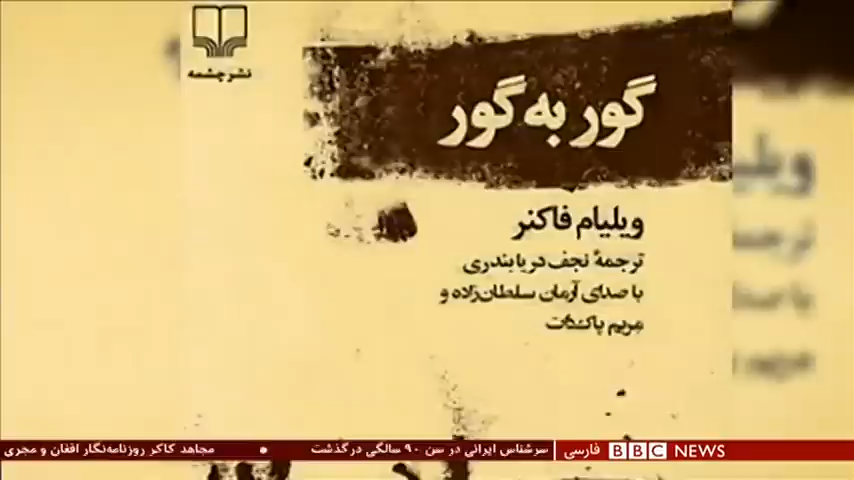 نشر چشمه
گور به گور
ویلیام فاکنر
ترجمهٔ نجف دریابندری
با صدای آرمان سلطان‌زاده و
مریم پاکذات
BBC NEWS فارسی
سرشناس ایرانی در سن ۹۰ سالگی درگذشت • مجاهد کاکر روزنامه‌نگار افغان و مجری